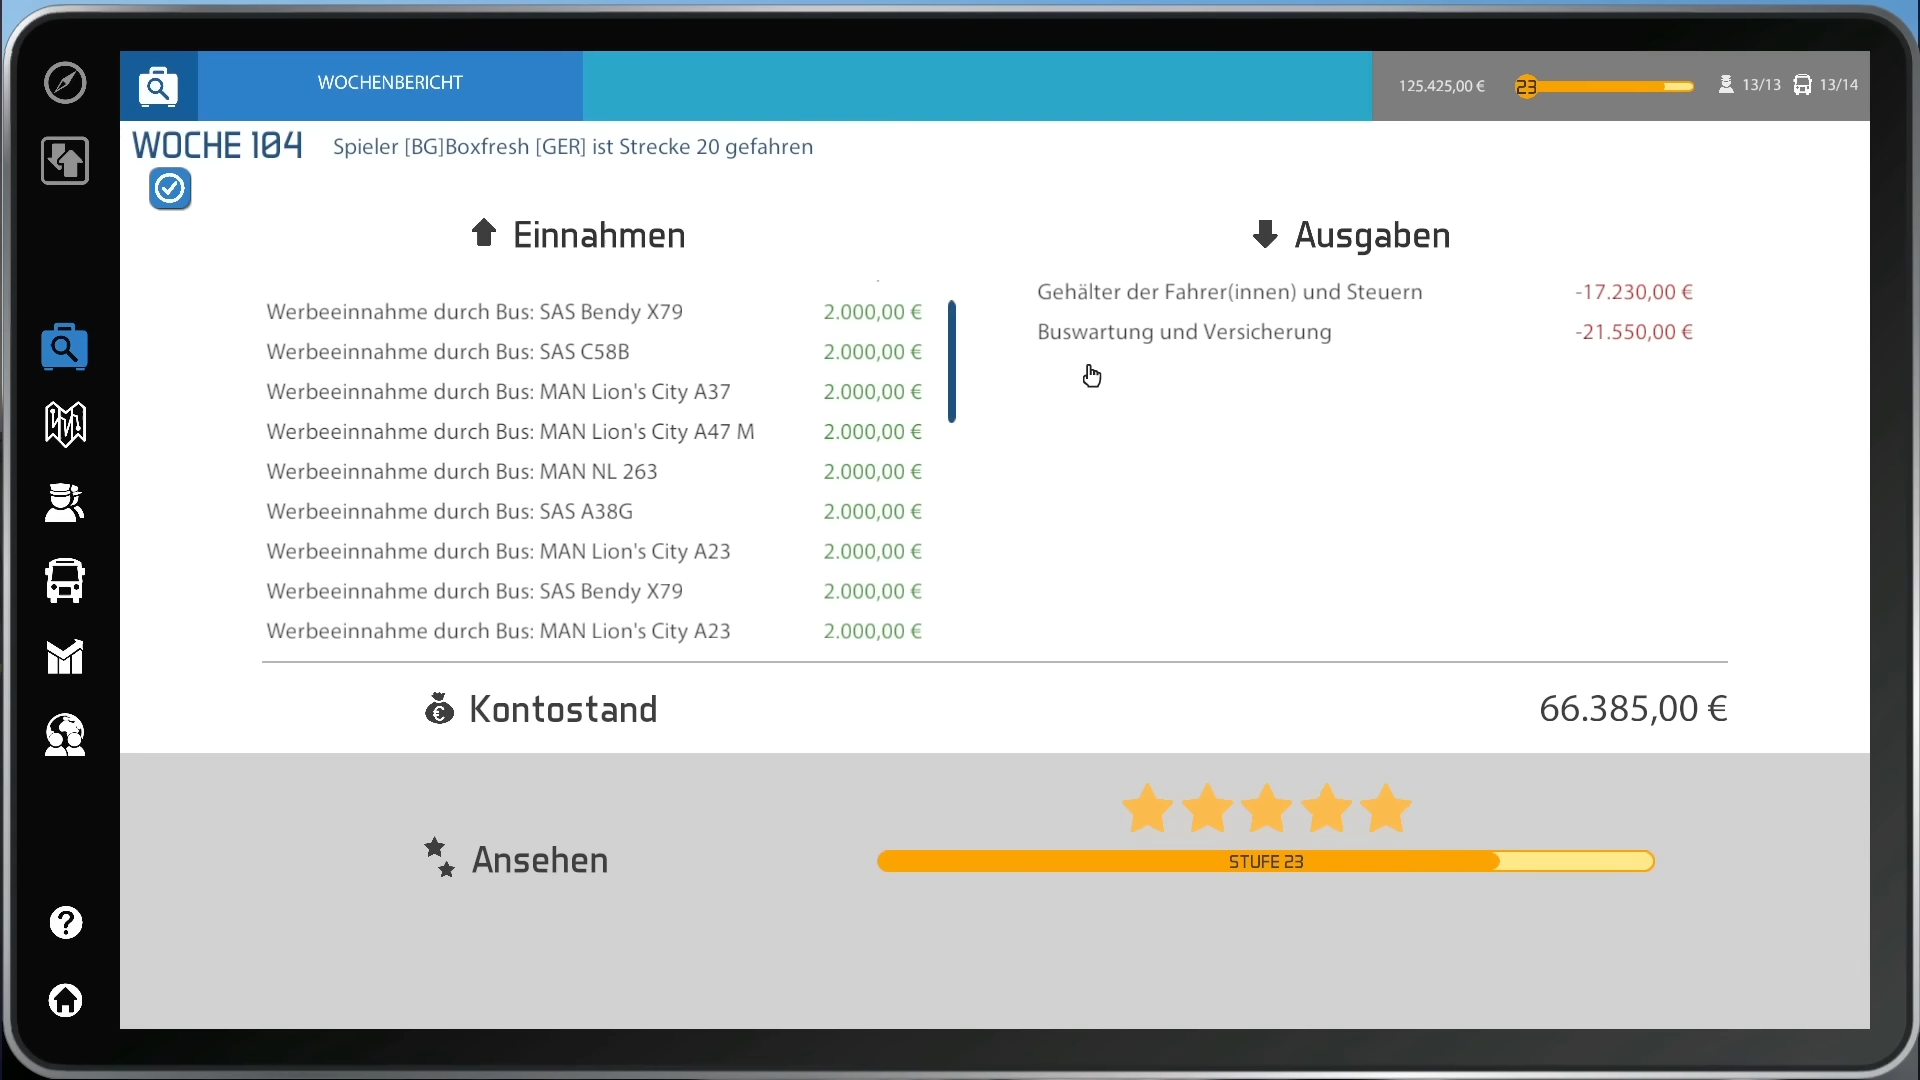 WOCHENBERICHT
125.425,00 €
23
13/13
13/14
WOCHE 104
Spieler [BG]Boxfresh [GER] ist Strecke 20 gefahren
Einnahmen
Ausgaben
Werbeeinnahme durch Bus: SAS Bendy X79 2.000,00 €
Werbeeinnahme durch Bus: SAS C58B 2.000,00 €
Werbeeinnahme durch Bus: MAN Lion's City A37 2.000,00 €
Werbeeinnahme durch Bus: MAN Lion's City A47 M 2.000,00 €
Werbeeinnahme durch Bus: MAN NL 263 2.000,00 €
Werbeeinnahme durch Bus: SAS A38G 2.000,00 €
Werbeeinnahme durch Bus: MAN Lion's City A23 2.000,00 €
Werbeeinnahme durch Bus: SAS Bendy X79 2.000,00 €
Werbeeinnahme durch Bus: MAN Lion's City A23 2.000,00 €
Gehälter der Fahrer(innen) und Steuern -17.230,00 €
Buswartung und Versicherung -21.550,00 €
Kontostand 66.385,00 €
Ansehen
STUFE 23